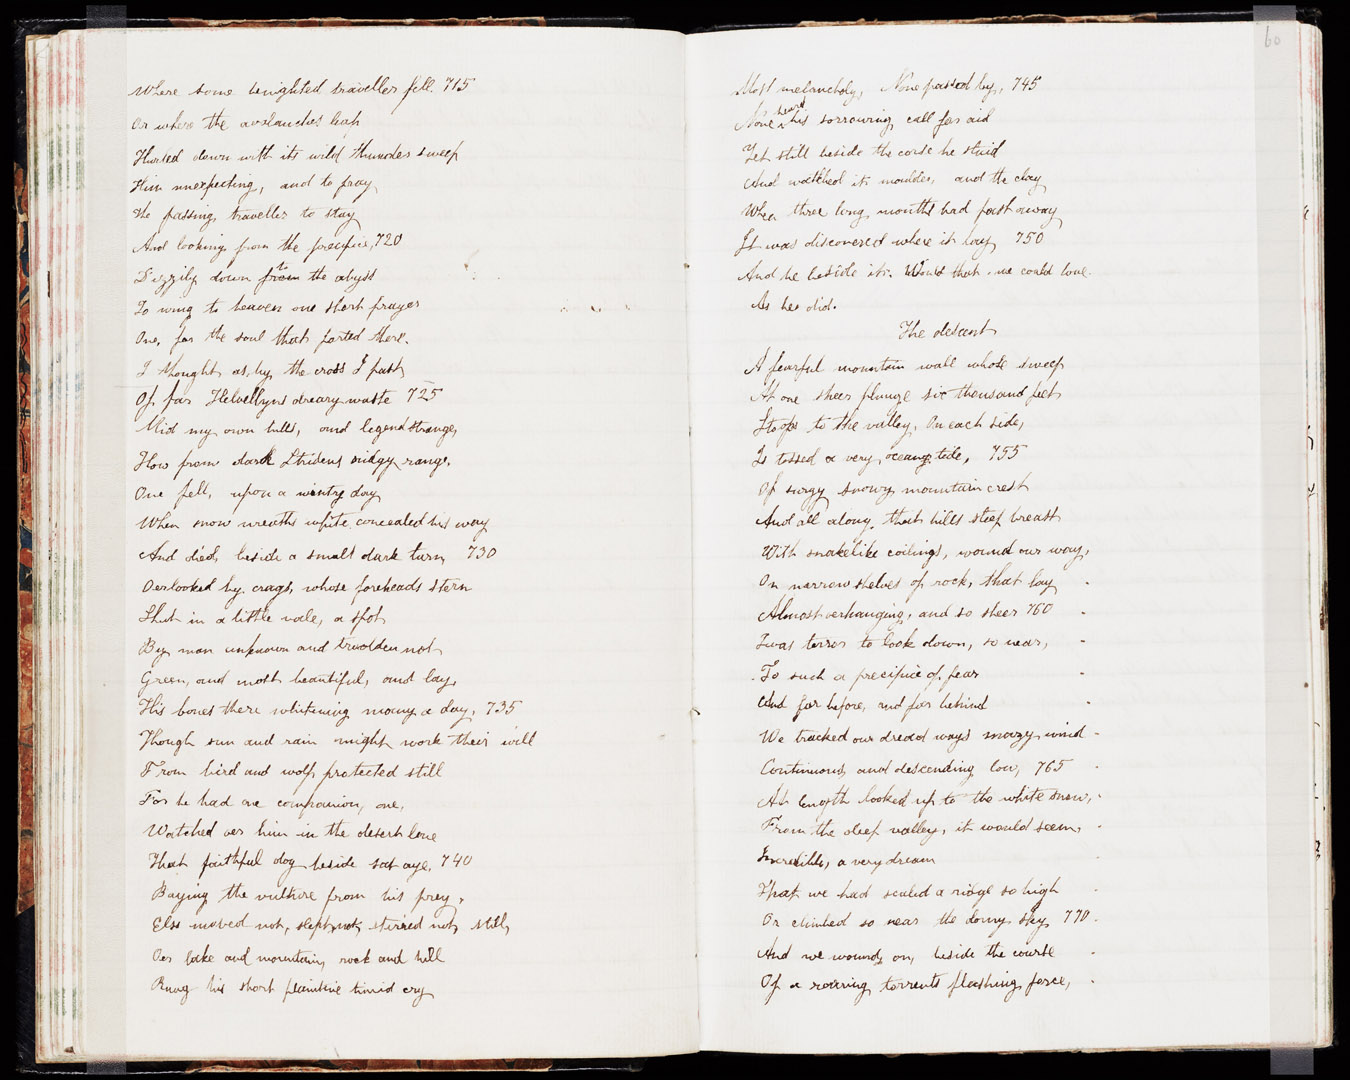 Where some benighted traveller fell. 715
Or where the avalanches leap
Hurled down with its wild thunder sweep
Him unexpecting, and to pray
The passing traveller to stay
And looking from the precipice, 720
Dizzily down from to the abyss
To wing to heaven one short prayer
One, for the soul that parted there.
I thought as, by the cross I past
Of far Helvellyns dreary waste 725
Mid my own hills, and legend strange,
How from dark Stridens ridgy range.
One fell, upon a wintry day
When snow wreaths white concealed his way
And died, beside a small dark tarn, 730
Oerlooked by crags, whose foreheads stern
Shut in a little vale, a spot
By man unknown and trodden not
Green, and most beautiful, and lay,
His bones there whitening many a day, 735
Though sun and rain might work their will
From bird and wolf protected still
For he had one companion, one,
Watched oer him in the desert lone
That faithful dog beside sat aye, 740
Baying the vulture from his prey,
Else moved not, slept not, stirred not, still,
Oer lake and mountain, rock and hill
Rung his short plaintive timid cry
60
Most melancholy, None passed by, 745
None heard his sorrowing call for aid
Yet still beside the corse he staid
And watched it moulder, and the clay
When three long months had past away
It was discovered where it lay 750
And he beside it. Would that we could love
As he did.
The descent
A fearful mountain wall whose sweep
At one sheer plunge six thousand feet
Stoops to the valley. On each side,
Is tossed a very oceans tide, 755
Of surgy snowy mountain crest
And all along that hills steep breast
With snakelike coilings, wound our way,
On narrow shelves of rock, that lay
Almost overhanging, and so sheer 760
Twas terror to look down, so near,
To such a precipice of fear
And far before, and far behind
We tracked our dread ways mazy wind
Continuous, and descending low, 765
At length looked up to the white snow,
From the deep valley, it would seem,
Incredible, a very dream
That we had scaled a ridge so high
Or climbed so near the domy sky 770
And we wound, on, beside the course
Of a roaring torrents flashing force,